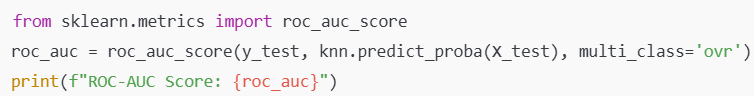 from sklearn.metrics import roc_auc_score
roc_auc = roc_auc_score(y_test, knn.predict_proba(X_test), multi_class='ovr')
print(f"ROC-AUC Score: {roc_auc}")